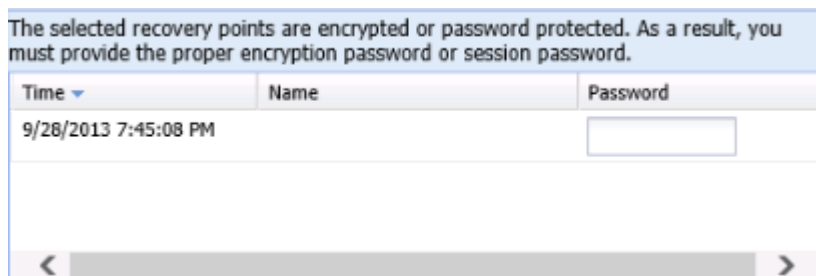 The selected recovery points are encrypted or password protected. As a result, you
must provide the proper encryption password or session password.
Time Name Password
9/28/2013 7:45:08 PM